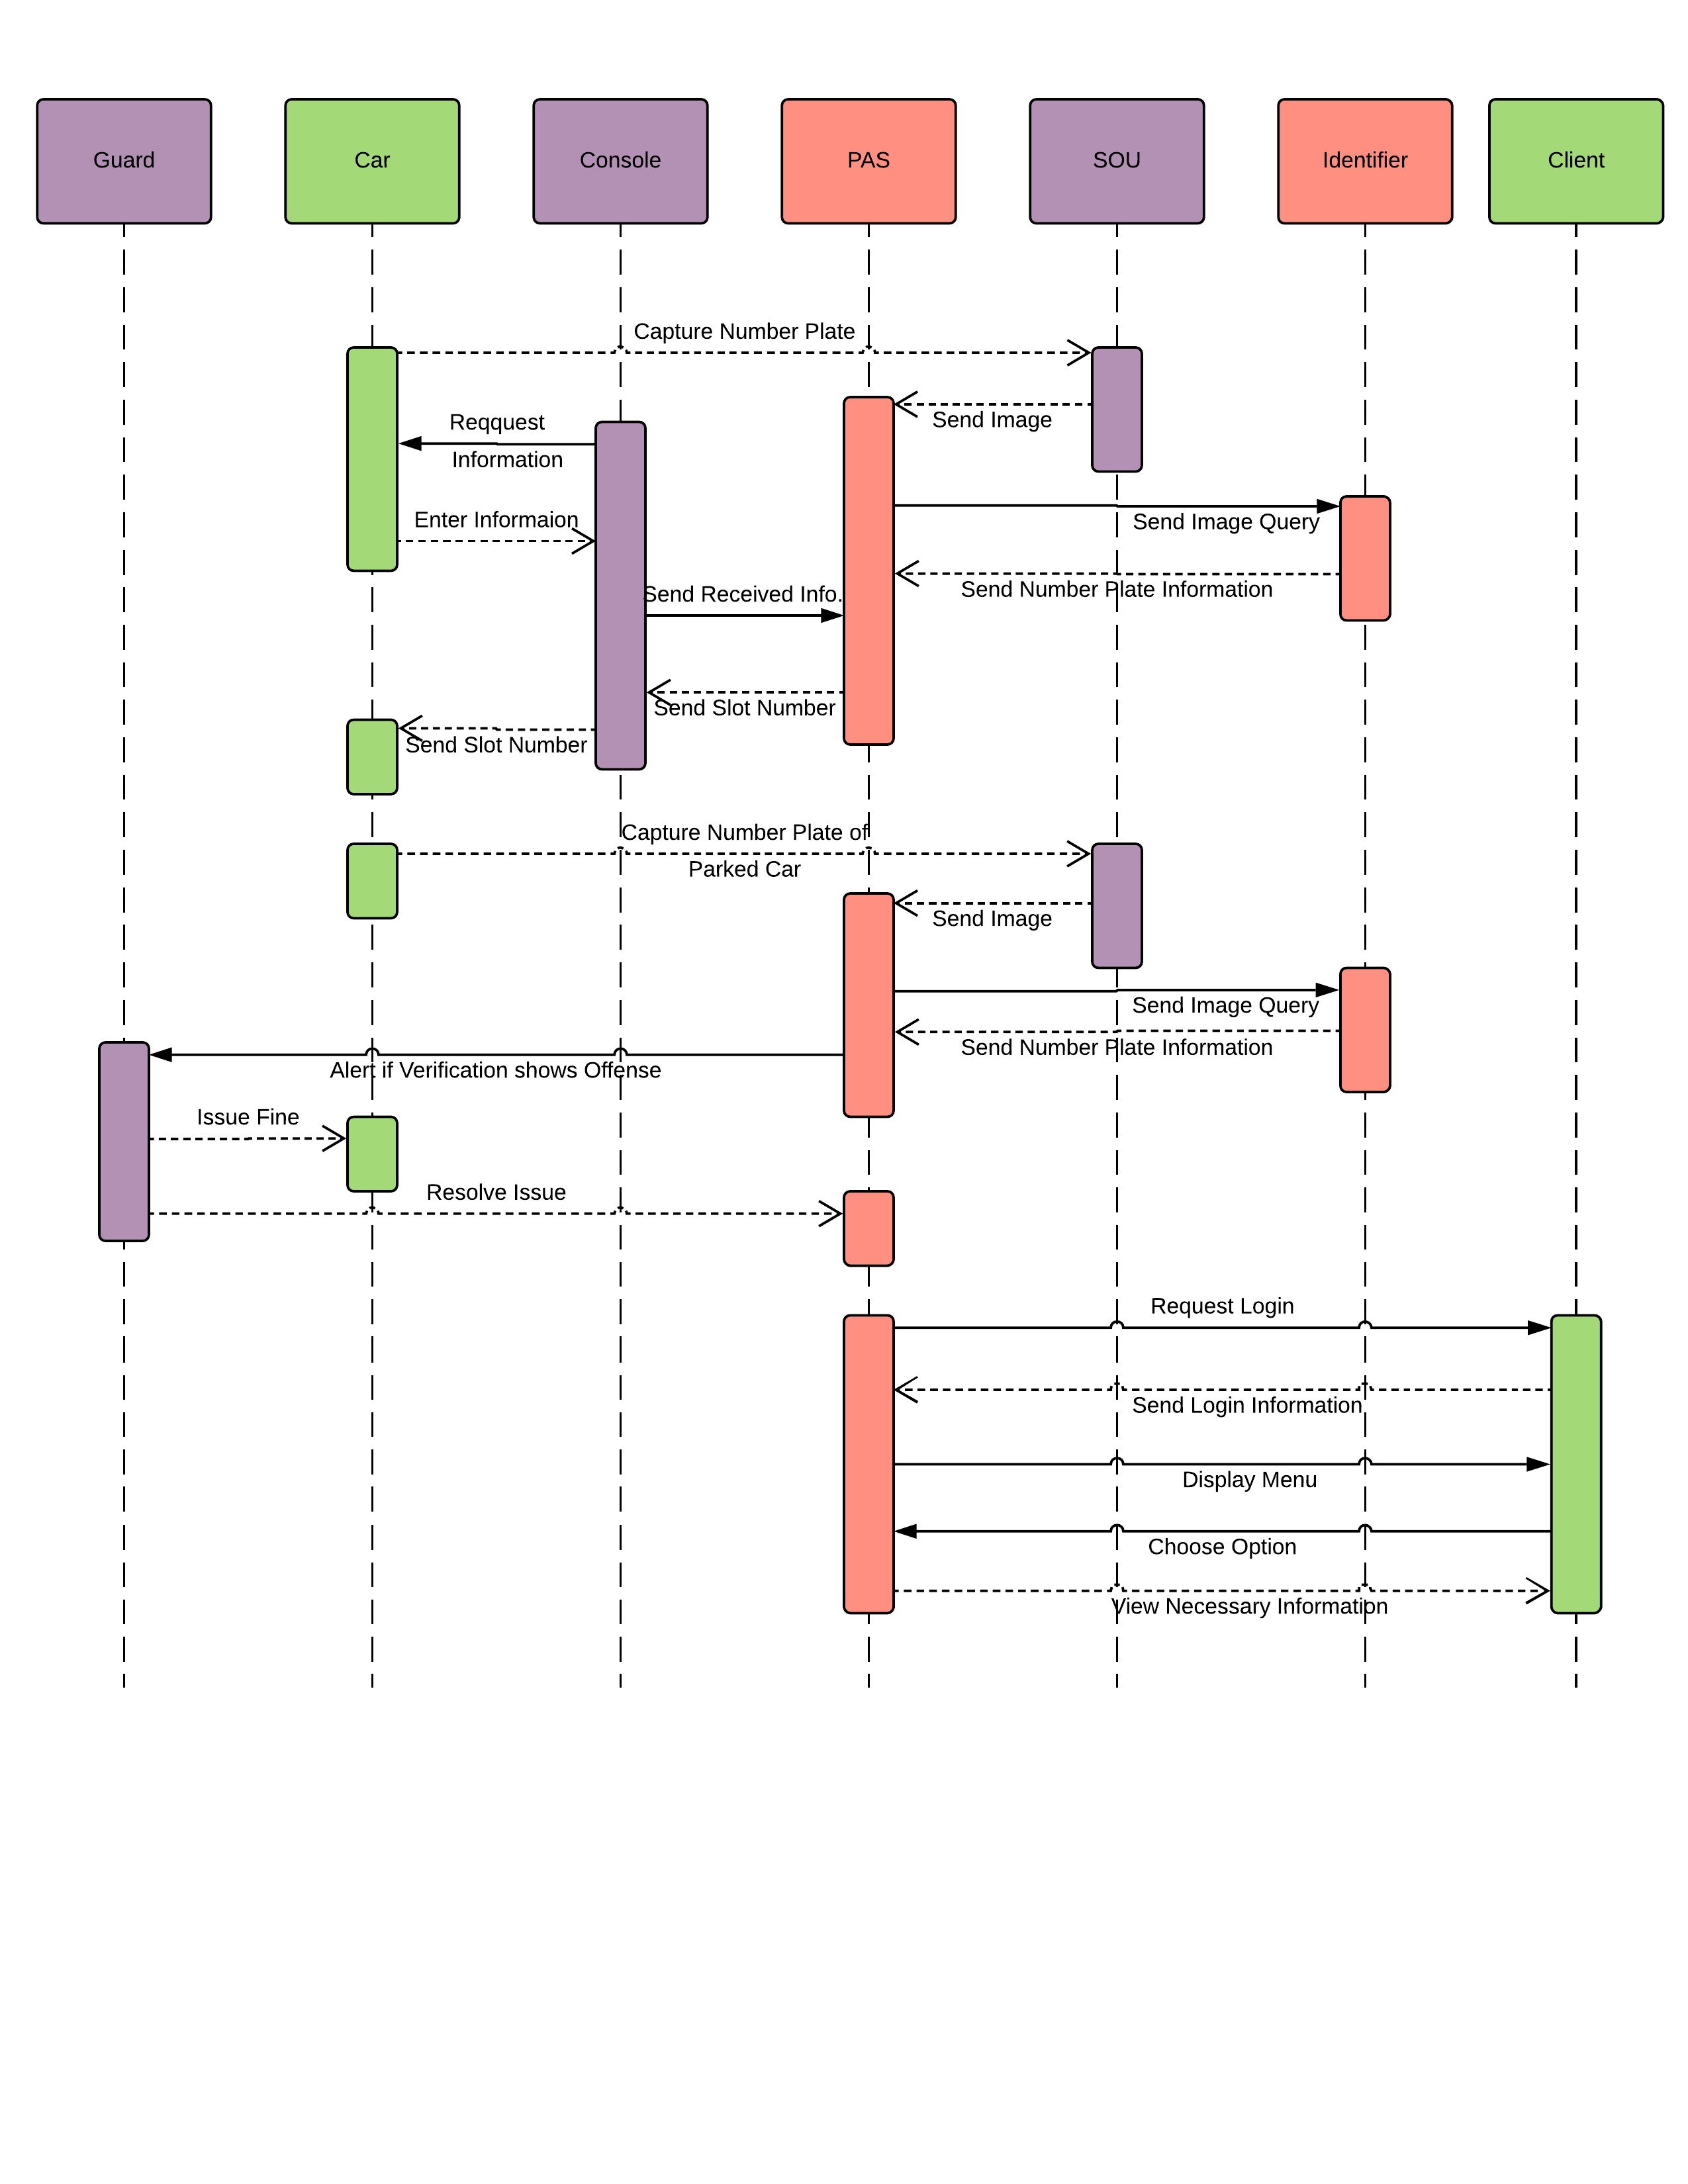 Guard
Car
Console
PAS
SOU
Identifier
Client
Capture Number Plate
Send Image
Reqquest
Information
Enter Informaion
Send Image Query
Send Number Plate Information
Send Received Info.
Send Slot Number
Send Slot Number
Capture Number Plate of
Parked Car
Send Image
Send Image Query
Send Number Plate Information
Alert if Verification shows Offense
Issue Fine
Resolve Issue
Request Login
Send Login Information
Display Menu
Choose Option
View Necessary Information